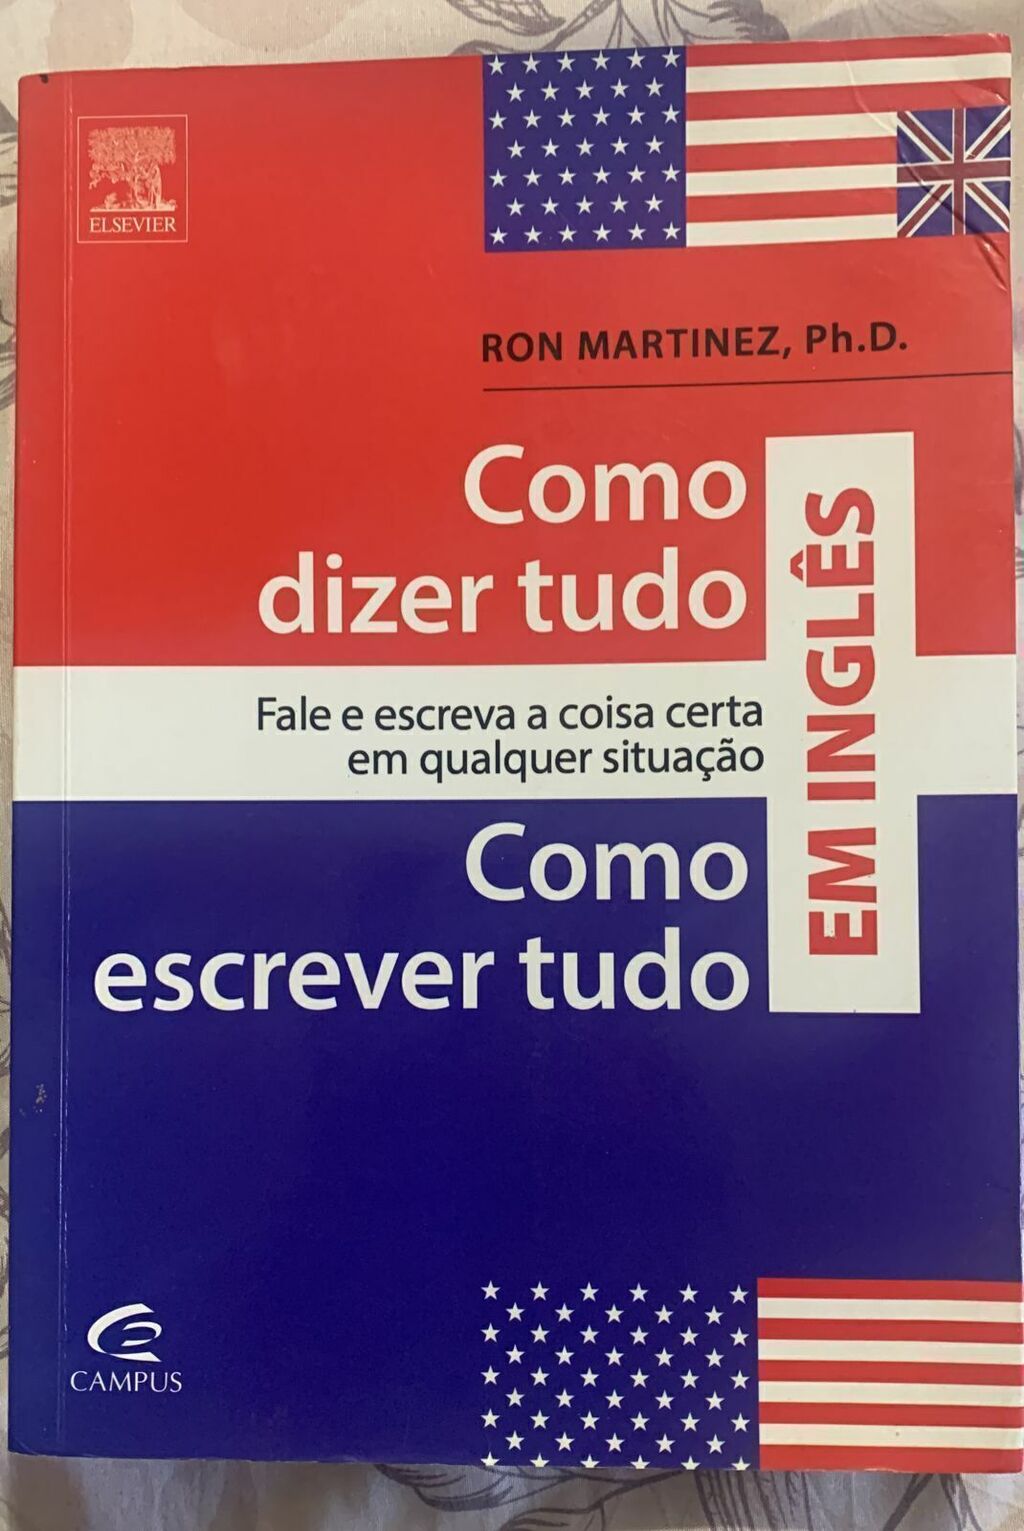 ELSEVIER
RON MARTINEZ, Ph.D.
Como
dizer tudo
EM INGLÊS
Fale e escreva a coisa certa
em qualquer situação
Como
escrever tudo
CAMPUS